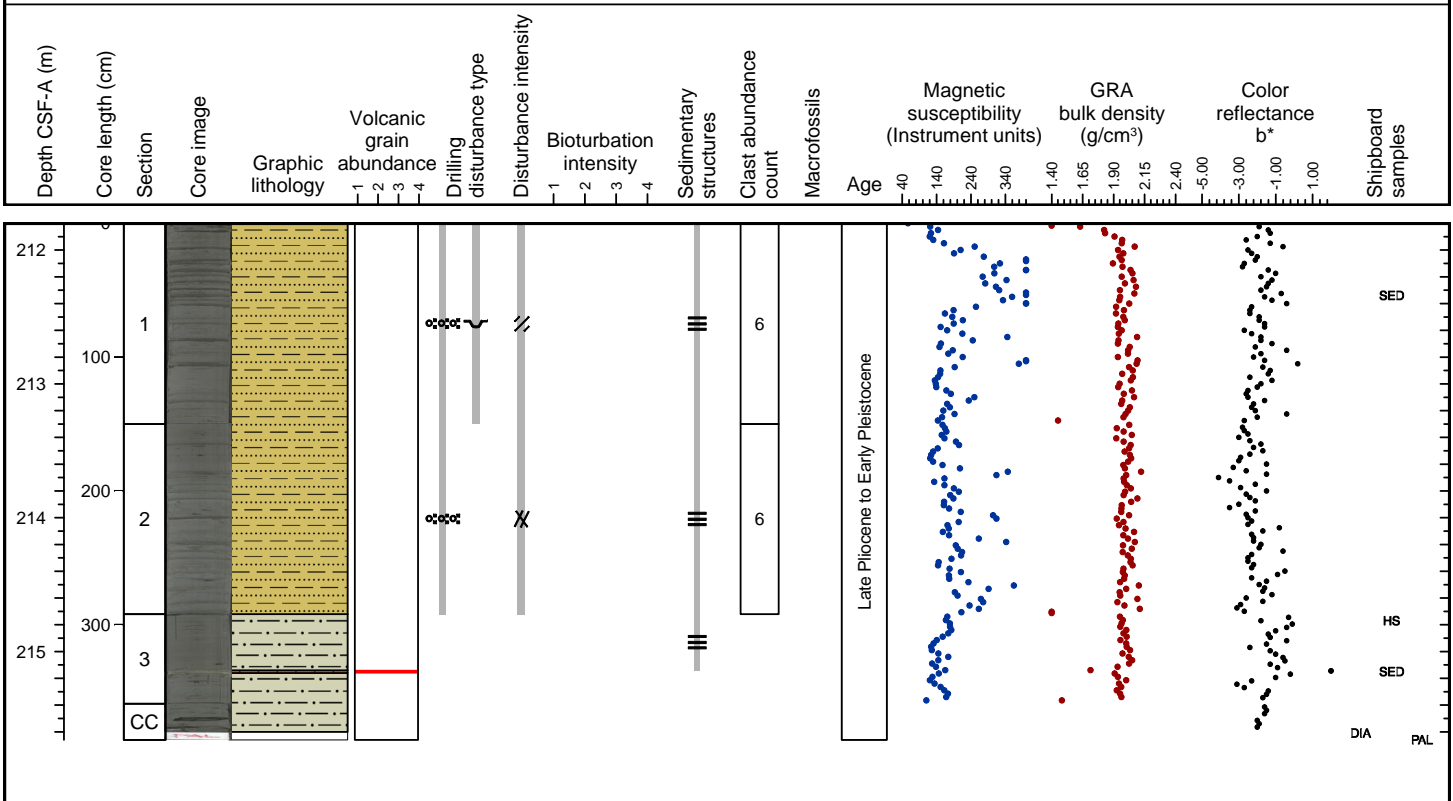 Depth CSF-A (m)
Core length (cm)
Section
Core image
Graphic
lithology
Volcanic
grain
abundance
1 2 3 4
Drilling
disturbance type
Disturbance intensity
Bioturbation
intensity
1 2 3 4
Sedimentary
structures
Clast abundance
count
Macrofossils
Age
Magnetic
susceptibility
(Instrument units)
40 140 240 340
GRA
bulk density
(g/cm³)
1.40 1.65 1.90 2.15 2.40
Color
reflectance
b*
-5.00 -3.00 -1.00 1.00
Shipboard
samples
212
213
214
215
0
100
200
300
1
2
3
CC
6
6
Late Pliocene to Early Pleistocene
SED
HS
SED
DIA
PAL